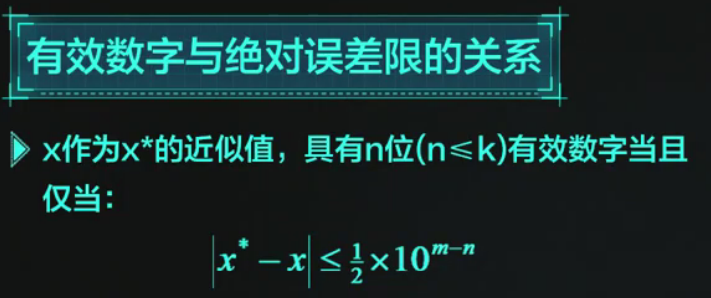 有效数字与绝对误差限的关系
x作为x*的近似值，具有n位(n≤k)有效数字当且
仅当：
|x* − x| ≤ ½×10^{m−n}